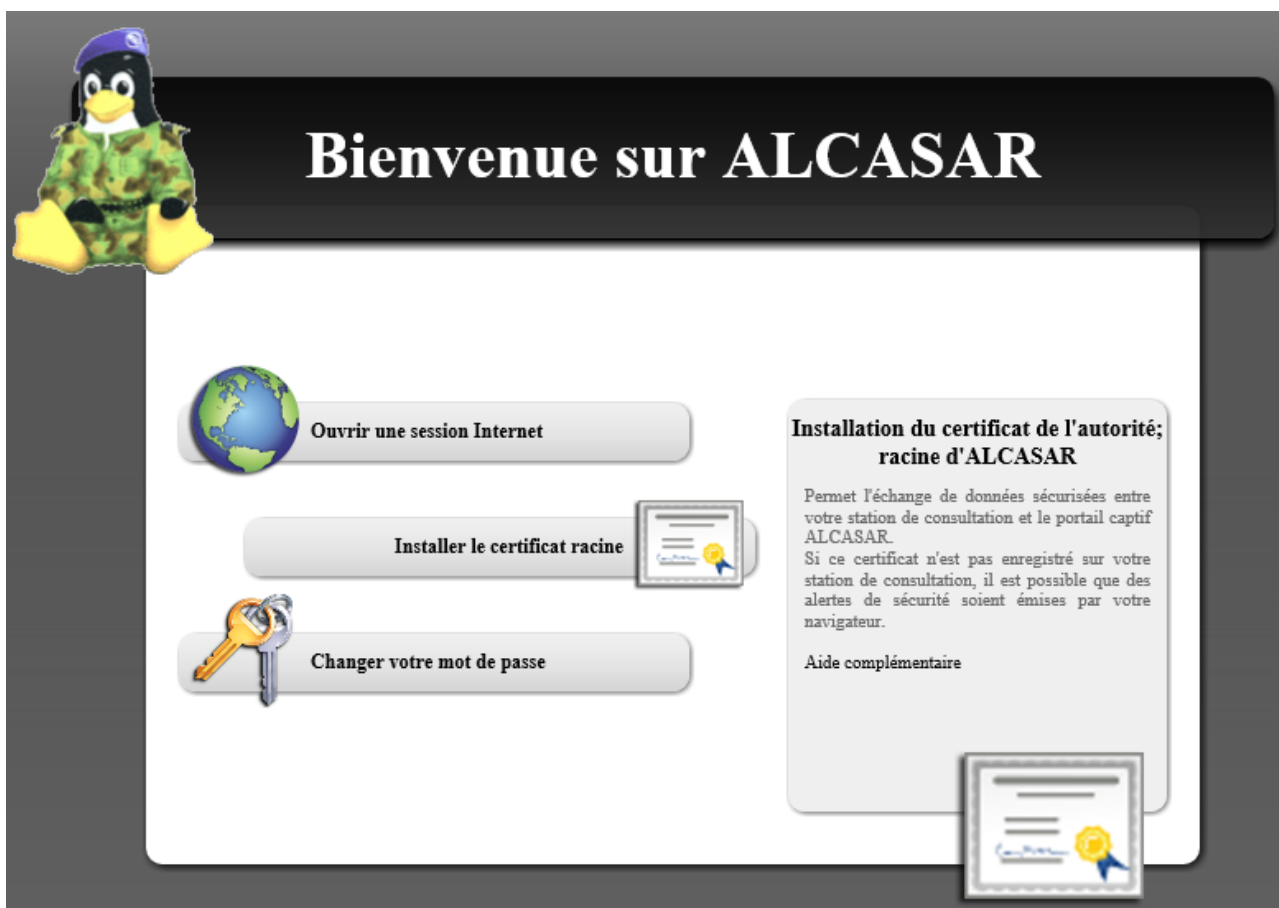 Bienvenue sur ALCASAR
Ouvrir une session Internet
Installer le certificat racine
Changer votre mot de passe
Installation du certificat de l'autorité;
racine d'ALCASAR
Permet l'échange de données sécurisées entre
votre station de consultation et le portail captif
ALCASAR.
Si ce certificat n'est pas enregistré sur votre
station de consultation, il est possible que des
alertes de sécurité soient émises par votre
navigateur.
Aide complémentaire